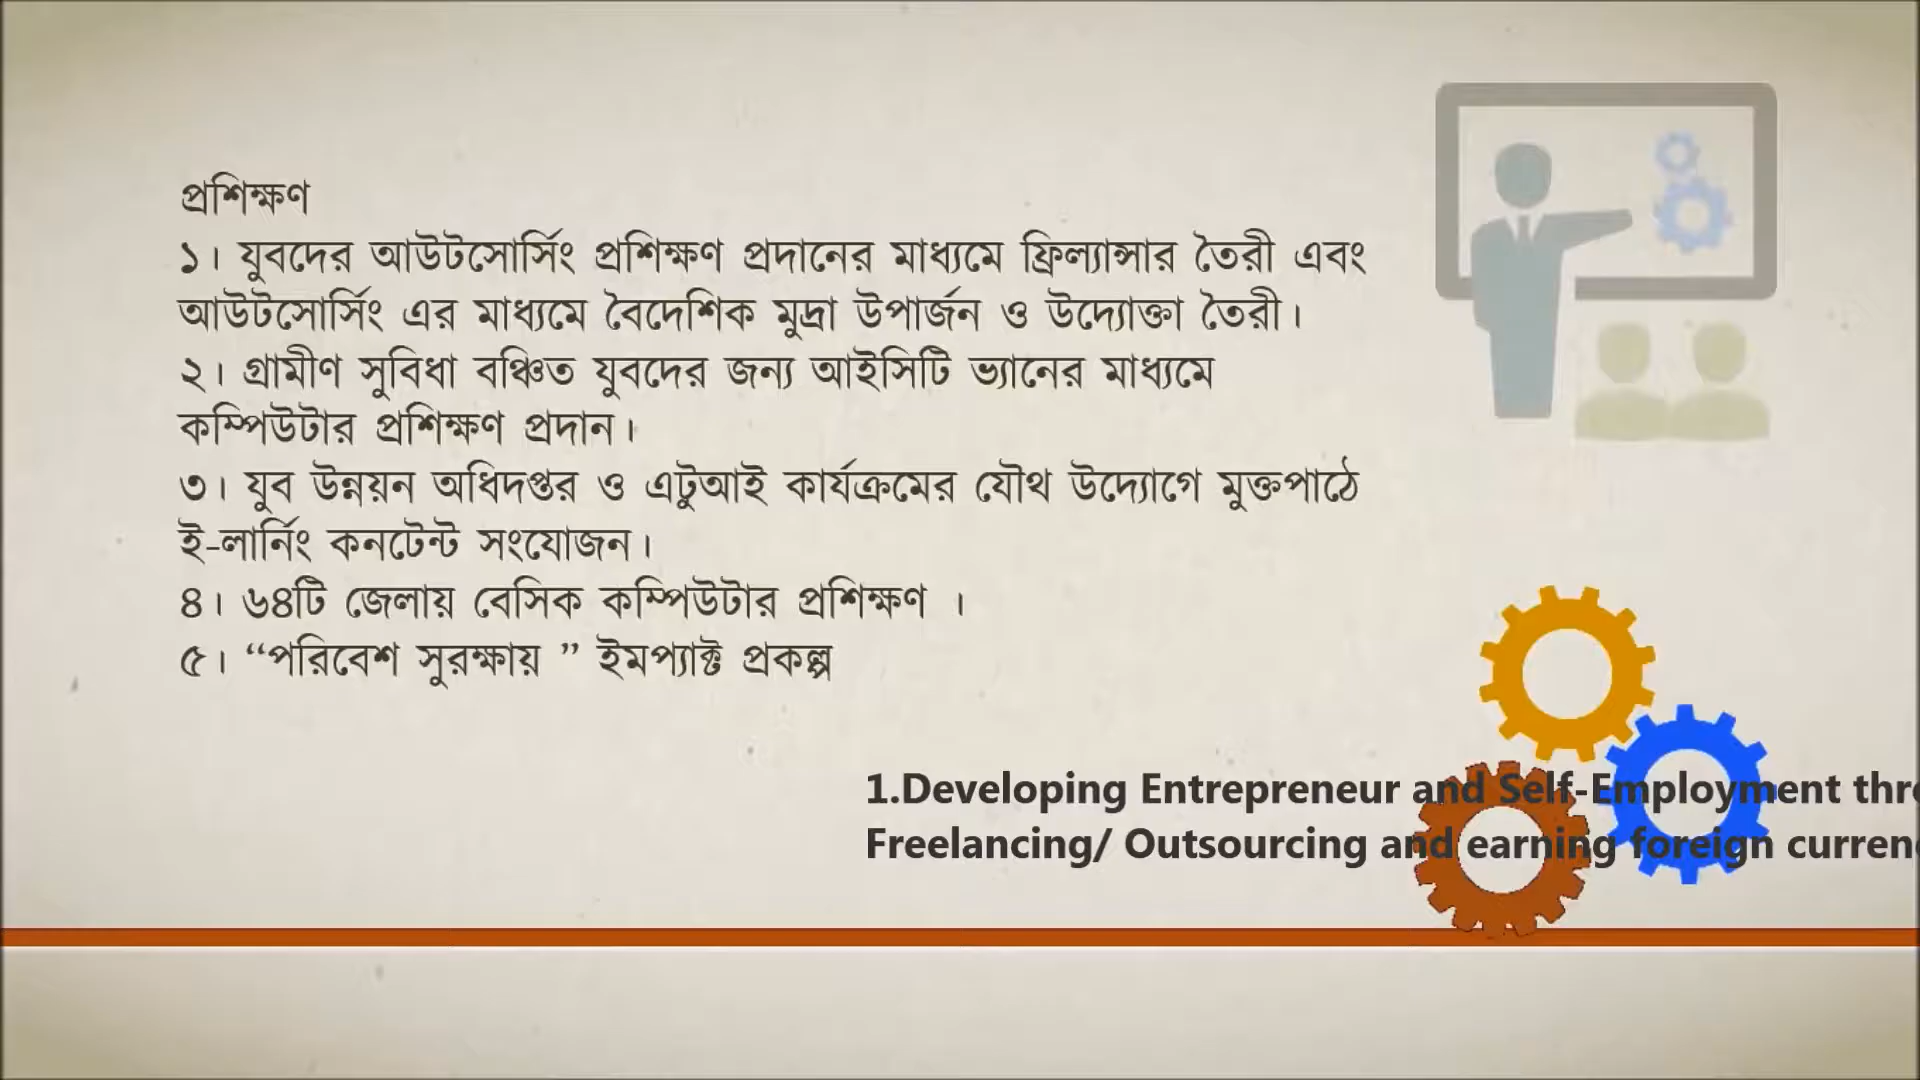 প্রশিক্ষণ
১। যুবদের আউটসোর্সিং প্রশিক্ষণ প্রদানের মাধ্যমে ফ্রিল্যান্সার তৈরী এবং
আউটসোর্সিং এর মাধ্যমে বৈদেশিক মুদ্রা উপার্জন ও উদ্যোক্তা তৈরী।
২। গ্রামীণ সুবিধা বঞ্চিত যুবদের জন্য আইসিটি ভ্যানের মাধ্যমে
কম্পিউটার প্রশিক্ষণ প্রদান।
৩। যুব উন্নয়ন অধিদপ্তর ও এটুআই কার্যক্রমের যৌথ উদ্যোগে মুক্তপাঠে
ই-লার্নিং কনটেন্ট সংযোজন।
৪। ৬৪টি জেলায় বেসিক কম্পিউটার প্রশিক্ষণ ।
৫। “পরিবেশ সুরক্ষায় ” ইমপ্যাক্ট প্রকল্প
1.Developing Entrepreneur and Self-Employment
Freelancing/ Outsourcing and earning foreign